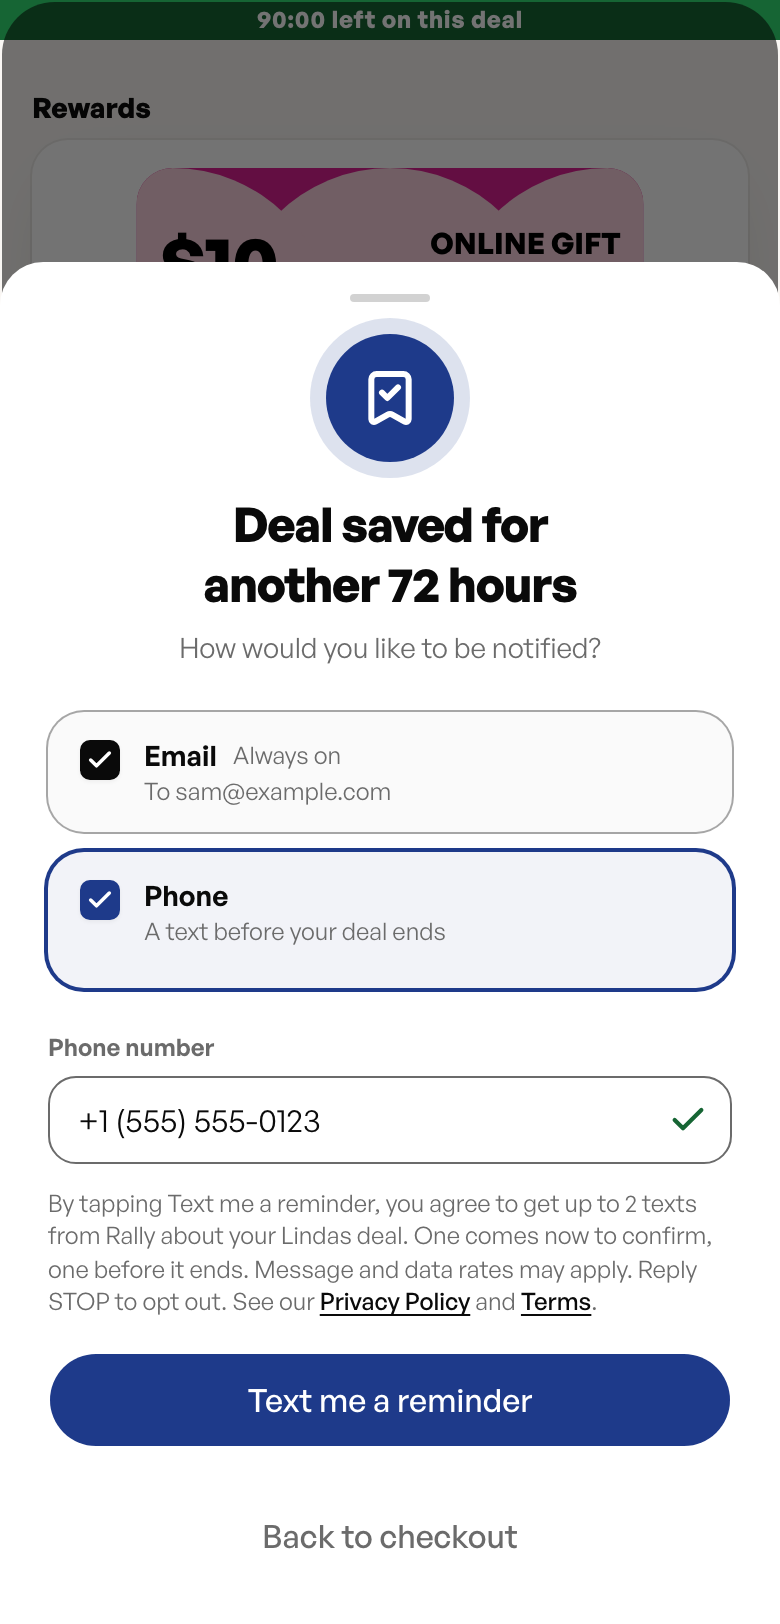 90:00 left on this deal
Rewards
$10
ONLINE GIFT
Deal saved for
another 72 hours
How would you like to be notified?
Email Always on
To sam@example.com
Phone
A text before your deal ends
Phone number
+1 (555) 555-0123
By tapping Text me a reminder, you agree to get up to 2 texts
from Rally about your Lindas deal. One comes now to confirm,
one before it ends. Message and data rates may apply. Reply
STOP to opt out. See our Privacy Policy and Terms.
Text me a reminder
Back to checkout